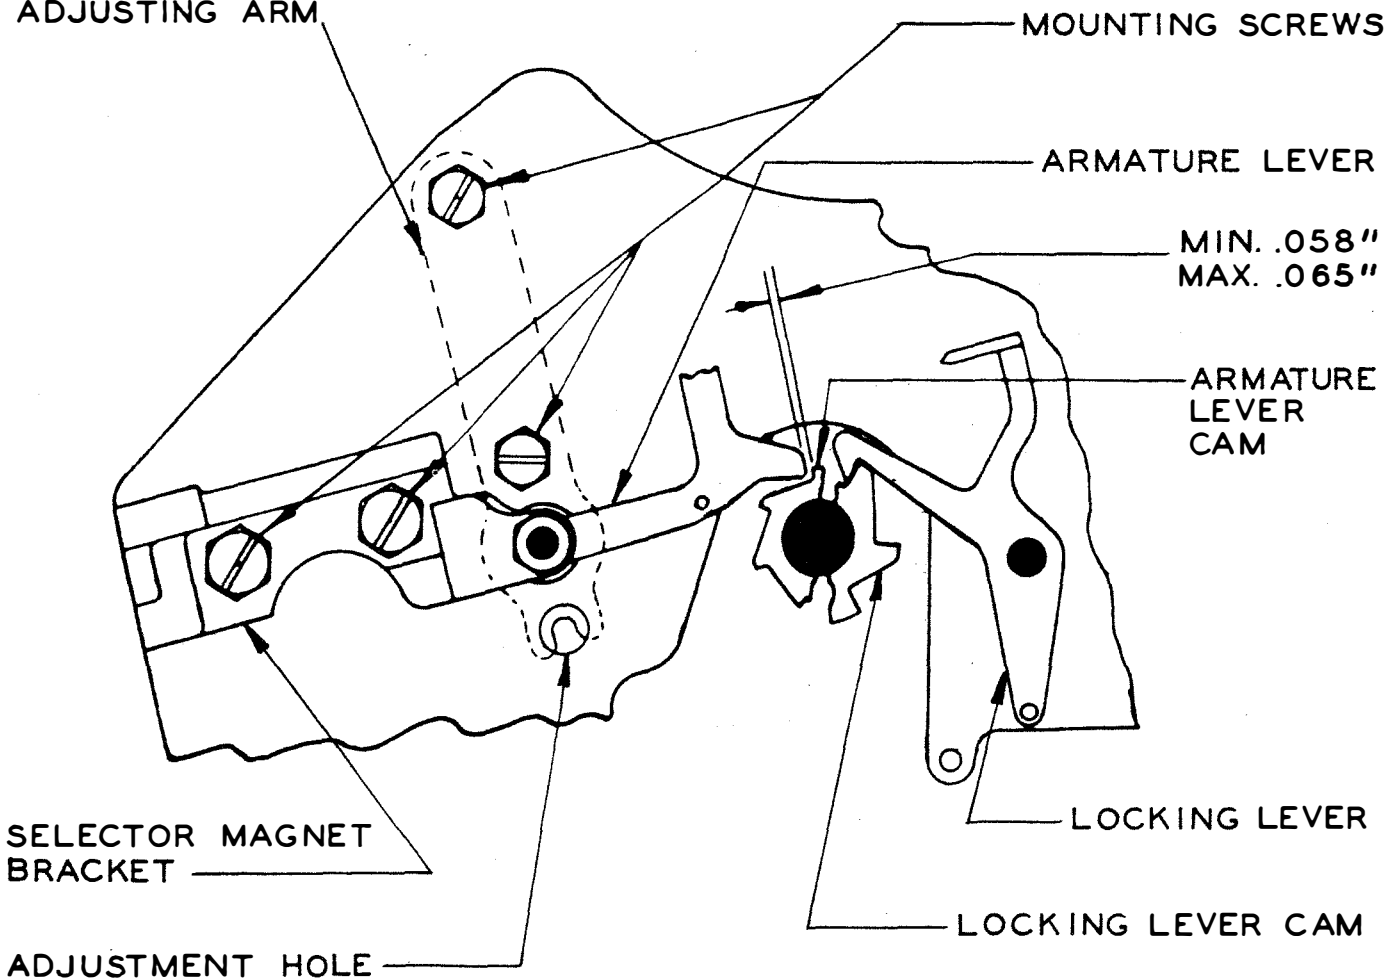 ADJUSTING ARM
MOUNTING SCREWS
ARMATURE LEVER
MIN. .058"
MAX. .065"
ARMATURE
LEVER
CAM
SELECTOR MAGNET
BRACKET
LOCKING LEVER
LOCKING LEVER CAM
ADJUSTMENT HOLE